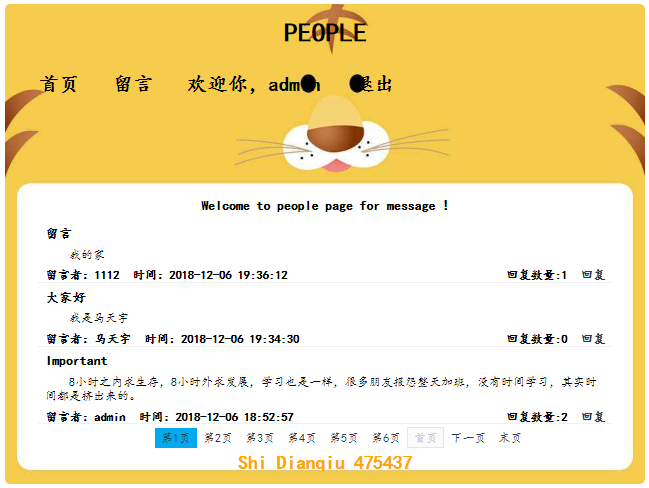 PEOPLE
首页 留言 欢迎你，admin 退出
Welcome to people page for message !
留言
我的家
留言者：1112 时间：2018-12-06 19:36:12 回复数量:1 回复
大家好
我是马天宇
留言者：马天宇 时间：2018-12-06 19:34:30 回复数量:0 回复
Important
8小时之内求生存，8小时外求发展，学习也是一样，很多朋友报怨整天加班，没有时间学习，其实时
间都是挤出来的。
留言者：admin 时间：2018-12-06 18:52:57 回复数量:2 回复
第1页 第2页 第3页 第4页 第5页 第6页 首页 下一页 末页
Shi Dianqiu 475437